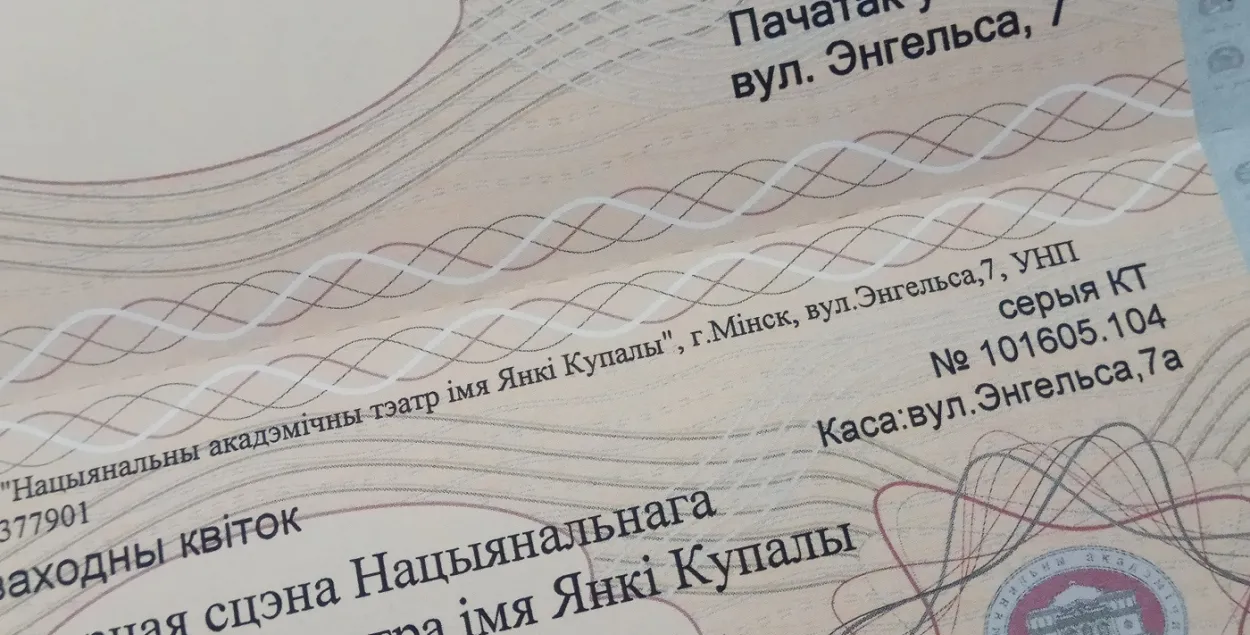 Пачатак
вул. Энгельса, 7
"Нацыянальны акадэмічны тэатр імя Янкі Купалы", г.Мінск, вул.Энгельса,7, УНП
377901
серыя КТ
№ 101605.104
Каса:вул.Энгельса,7а
заходны квіток
сцэна Нацыянальнага
імя Янкі Купалы